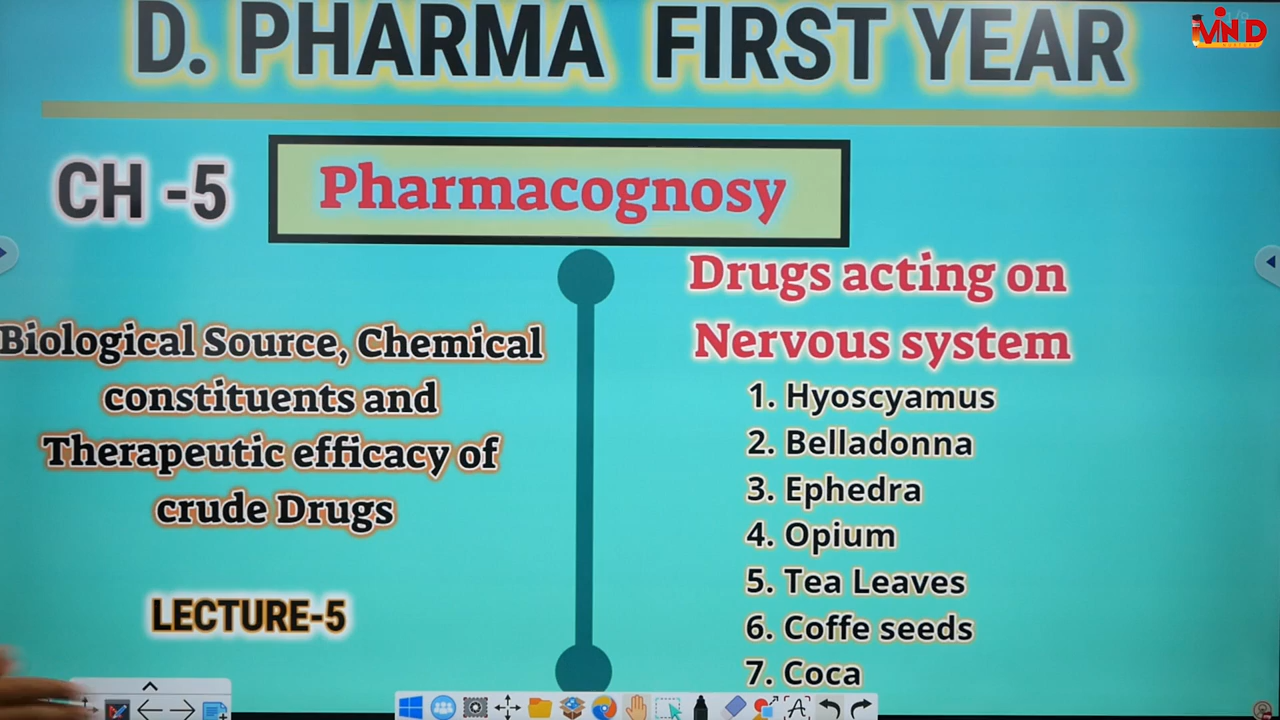 D. PHARMA FIRST YEAR
MIND
CH -5
Pharmacognosy
Drugs acting on
Nervous system
Biological Source, Chemical
constituents and
Therapeutic efficacy of
crude Drugs
LECTURE-5
1. Hyoscyamus
2. Belladonna
3. Ephedra
4. Opium
5. Tea Leaves
6. Coffe seeds
7. Coca